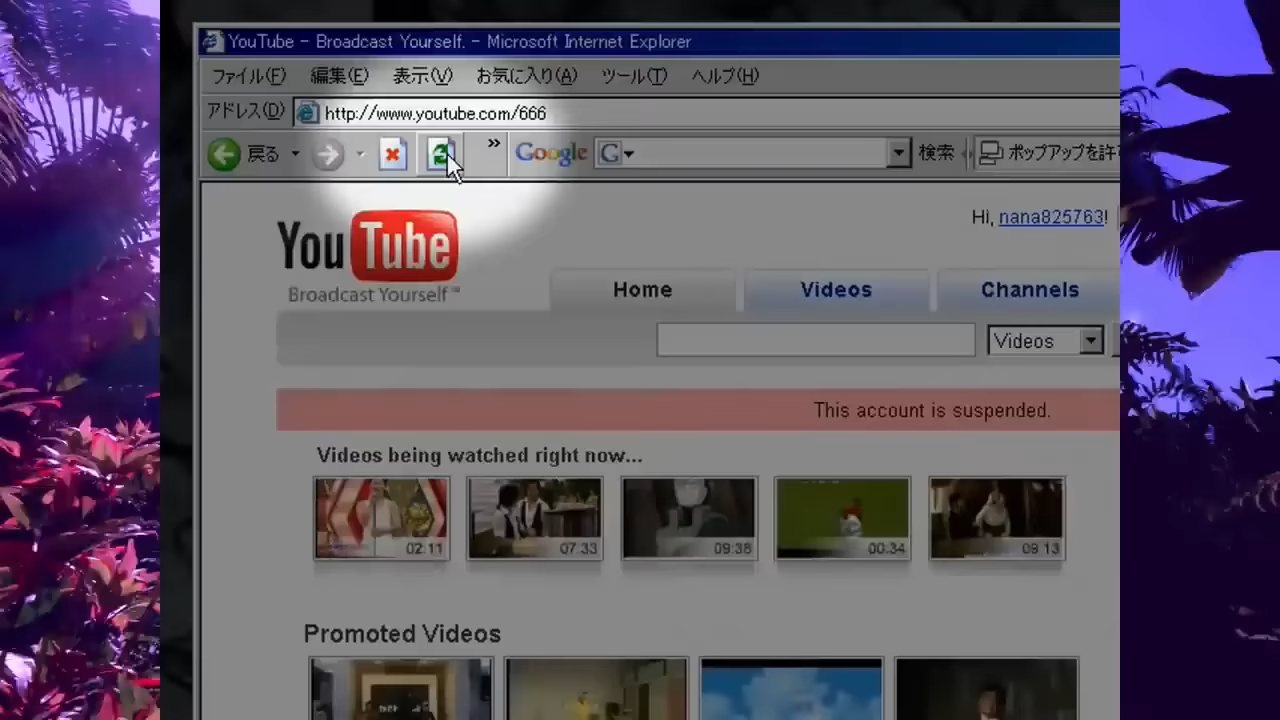 YouTube - Broadcast Yourself. - Microsoft Internet Explorer
ファイル(F) 編集(E) 表示(V) お気に入り(A) ツール(T) ヘルプ(H)
アドレス(D) http://www.youtube.com/666
戻る » Google G 検索 ポップアップを許
Hi, nana825763!
YouTube
Broadcast Yourself™
Home Videos Channels
Videos
This account is suspended.
Videos being watched right now...
02:11 07:33 09:38 00:34 09:13
Promoted Videos